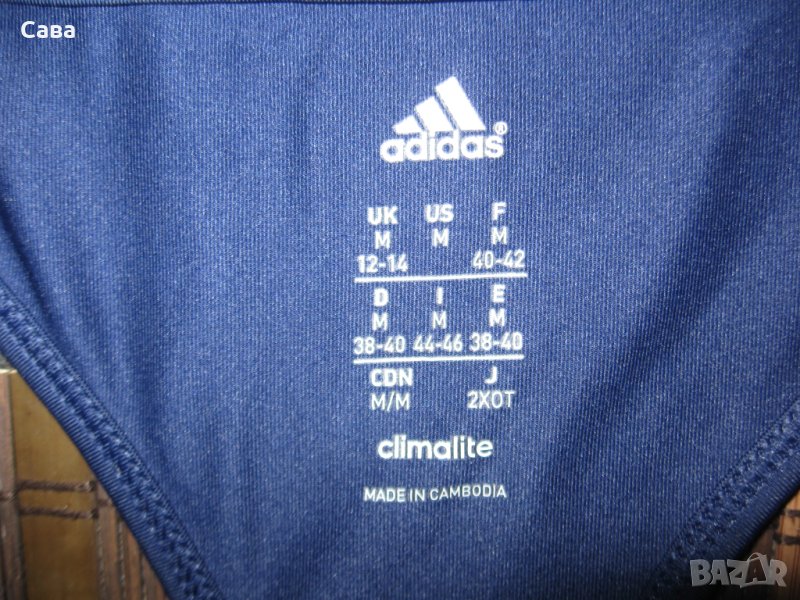 Сава
adidas®
UK US F
M M M
12-14 40-42
D I E
M M M
38-40 44-46 38-40
CDN J
M/M 2XOT
climalite
MADE IN CAMBODIA
BAZAR